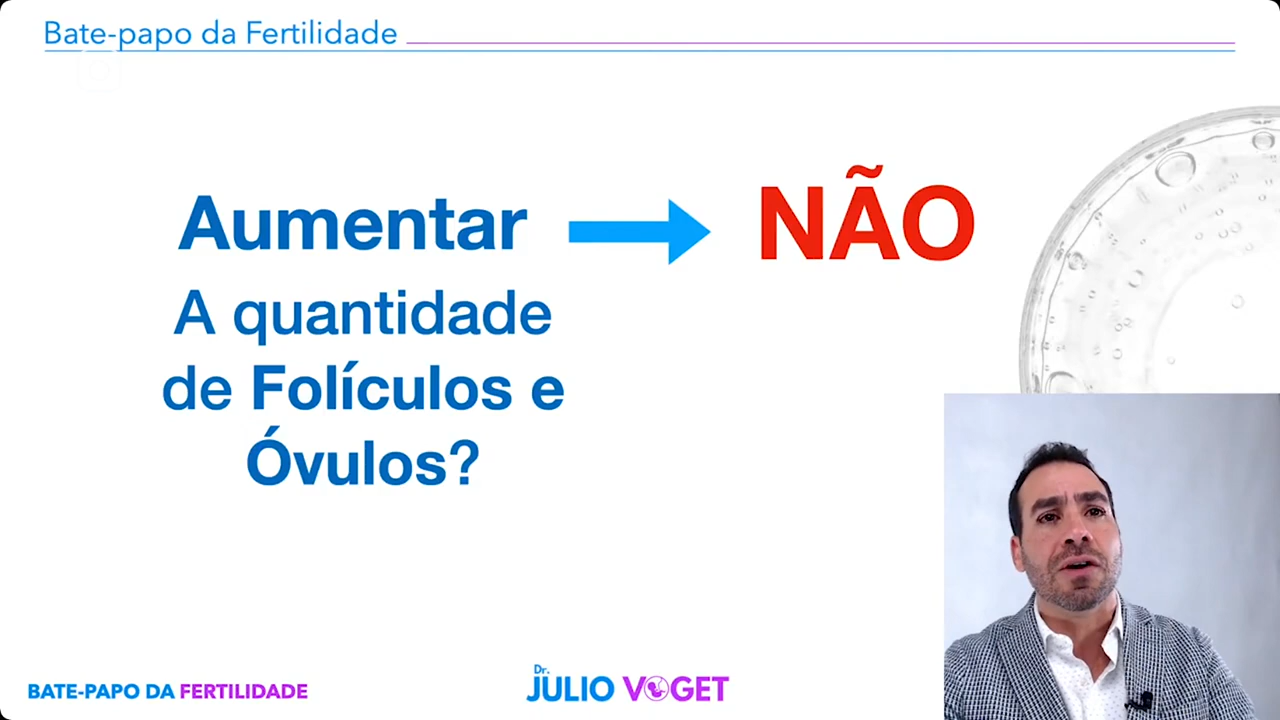 Bate-papo da Fertilidade
Aumentar NÃO
A quantidade
de Folículos e
Óvulos?
BATE-PAPO DA FERTILIDADE
Dr.
JULIO VOGET